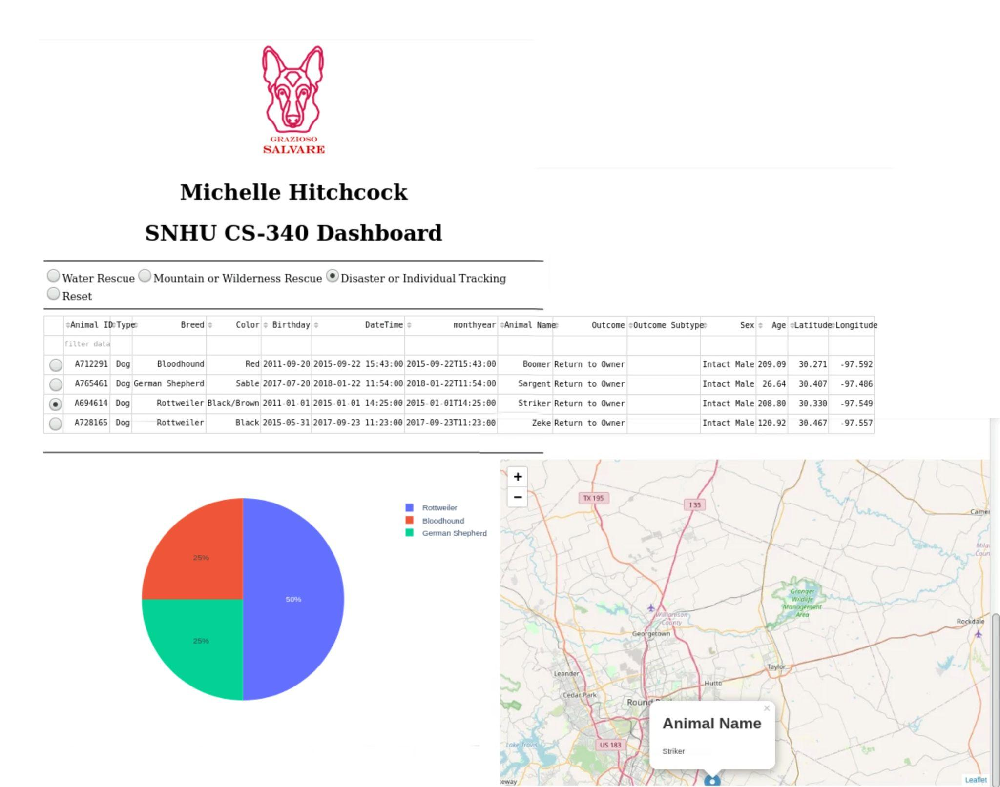 GRAZIOSO
SALVARE
Michelle Hitchcock
SNHU CS-340 Dashboard
Water Rescue Mountain or Wilderness Rescue Disaster or Individual Tracking
Reset
Animal ID Type Breed Color Birthday DateTime monthyear Animal Name Outcome Outcome Subtype Sex Age Latitude Longitude
filter data
A712291 Dog Bloodhound Red 2011-09-20 2015-09-22 15:43:00 2015-09-22T15:43:00 Boomer Return to Owner Intact Male 209.09 30.271 -97.592
A765461 Dog German Shepherd Sable 2017-07-20 2018-01-22 11:54:00 2018-01-22T11:54:00 Sargent Return to Owner Intact Male 26.64 30.407 -97.486
A694614 Dog Rottweiler Black/Brown 2011-01-01 2015-01-01 14:25:00 2015-01-01T14:25:00 Striker Return to Owner Intact Male 208.80 30.330 -97.549
A728165 Dog Rottweiler Black 2015-05-31 2017-09-23 11:23:00 2017-09-23T11:23:00 Zeke Return to Owner Intact Male 120.92 30.467 -97.557
Rottweiler
Bloodhound
German Shepherd
25%
50%
25%
+
−
TX 195
I 35
Camer
Mila
Coun
Granger
Wildlife
Management
Area
Williamson
County
Georgetown
Rockdale
Taylor
Leander
Hutto
Cedar Park
Round
×
Animal Name
Striker
Lake Travis
US 183
eway
Leaflet